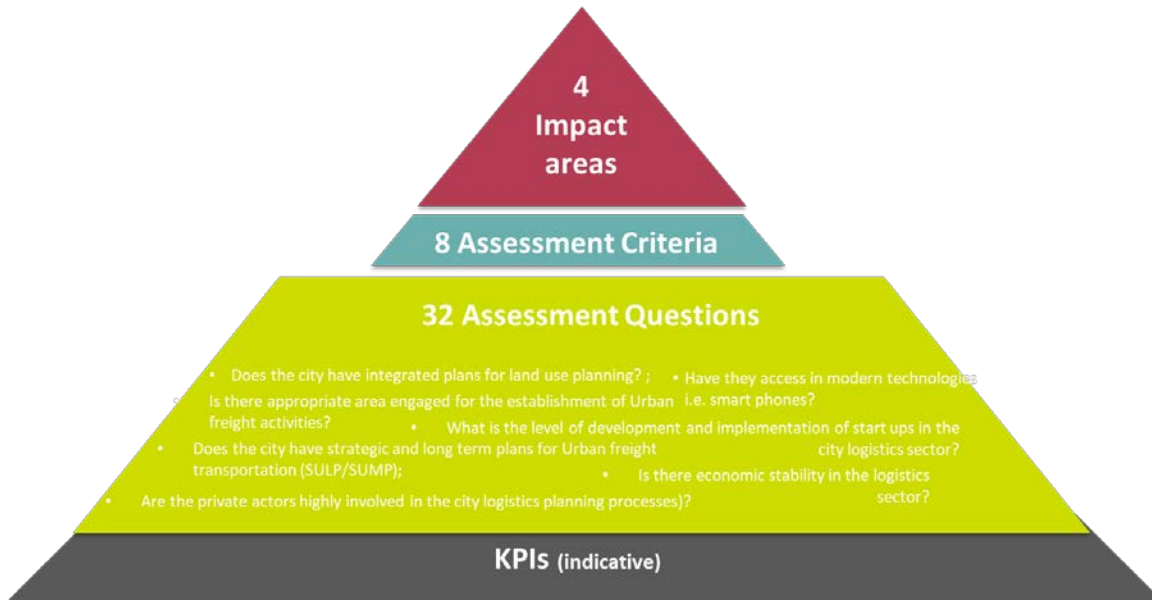 4
Impact
areas
8 Assessment Criteria
32 Assessment Questions
• Does the city have integrated plans for land use planning? ;
• Have they access in modern technologies
i.e. smart phones?
Is there appropriate area engaged for the establishment of Urban
freight activities?
• What is the level of development and implementation of start ups in the
city logistics sector?
• Does the city have strategic and long term plans for Urban freight
transportation (SULP/SUMP);
• Is there economic stability in the logistics
sector?
• Are the private actors highly involved in the city logistics planning processes)?
KPIs (indicative)